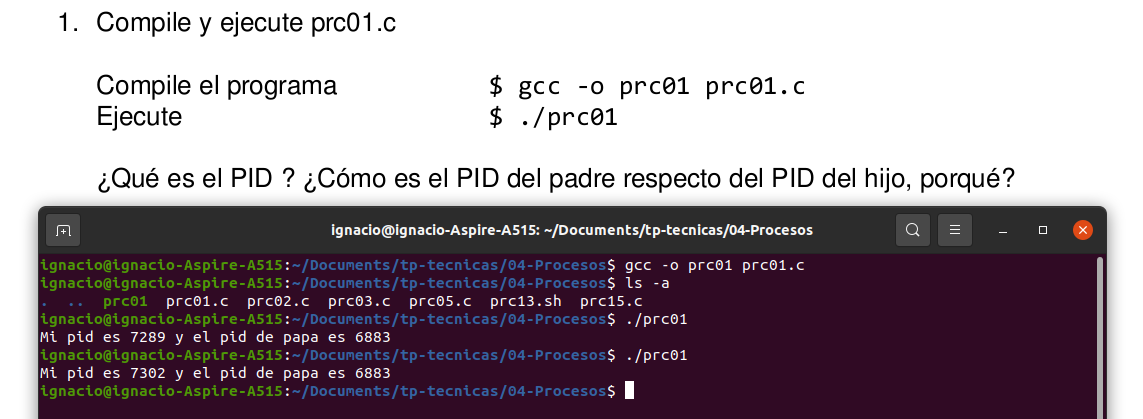 1. Compile y ejecute prc01.c
Compile el programa $ gcc -o prc01 prc01.c
Ejecute $ ./prc01
¿Qué es el PID ? ¿Cómo es el PID del padre respecto del PID del hijo, porqué?
ignacio@ignacio-Aspire-A515: ~/Documents/tp-tecnicas/04-Procesos
ignacio@ignacio-Aspire-A515:~/Documents/tp-tecnicas/04-Procesos$ gcc -o prc01 prc01.c
ignacio@ignacio-Aspire-A515:~/Documents/tp-tecnicas/04-Procesos$ ls -a
. .. prc01 prc01.c prc02.c prc03.c prc05.c prc13.sh prc15.c
ignacio@ignacio-Aspire-A515:~/Documents/tp-tecnicas/04-Procesos$ ./prc01
Mi pid es 7289 y el pid de papa es 6883
ignacio@ignacio-Aspire-A515:~/Documents/tp-tecnicas/04-Procesos$ ./prc01
Mi pid es 7302 y el pid de papa es 6883
ignacio@ignacio-Aspire-A515:~/Documents/tp-tecnicas/04-Procesos$